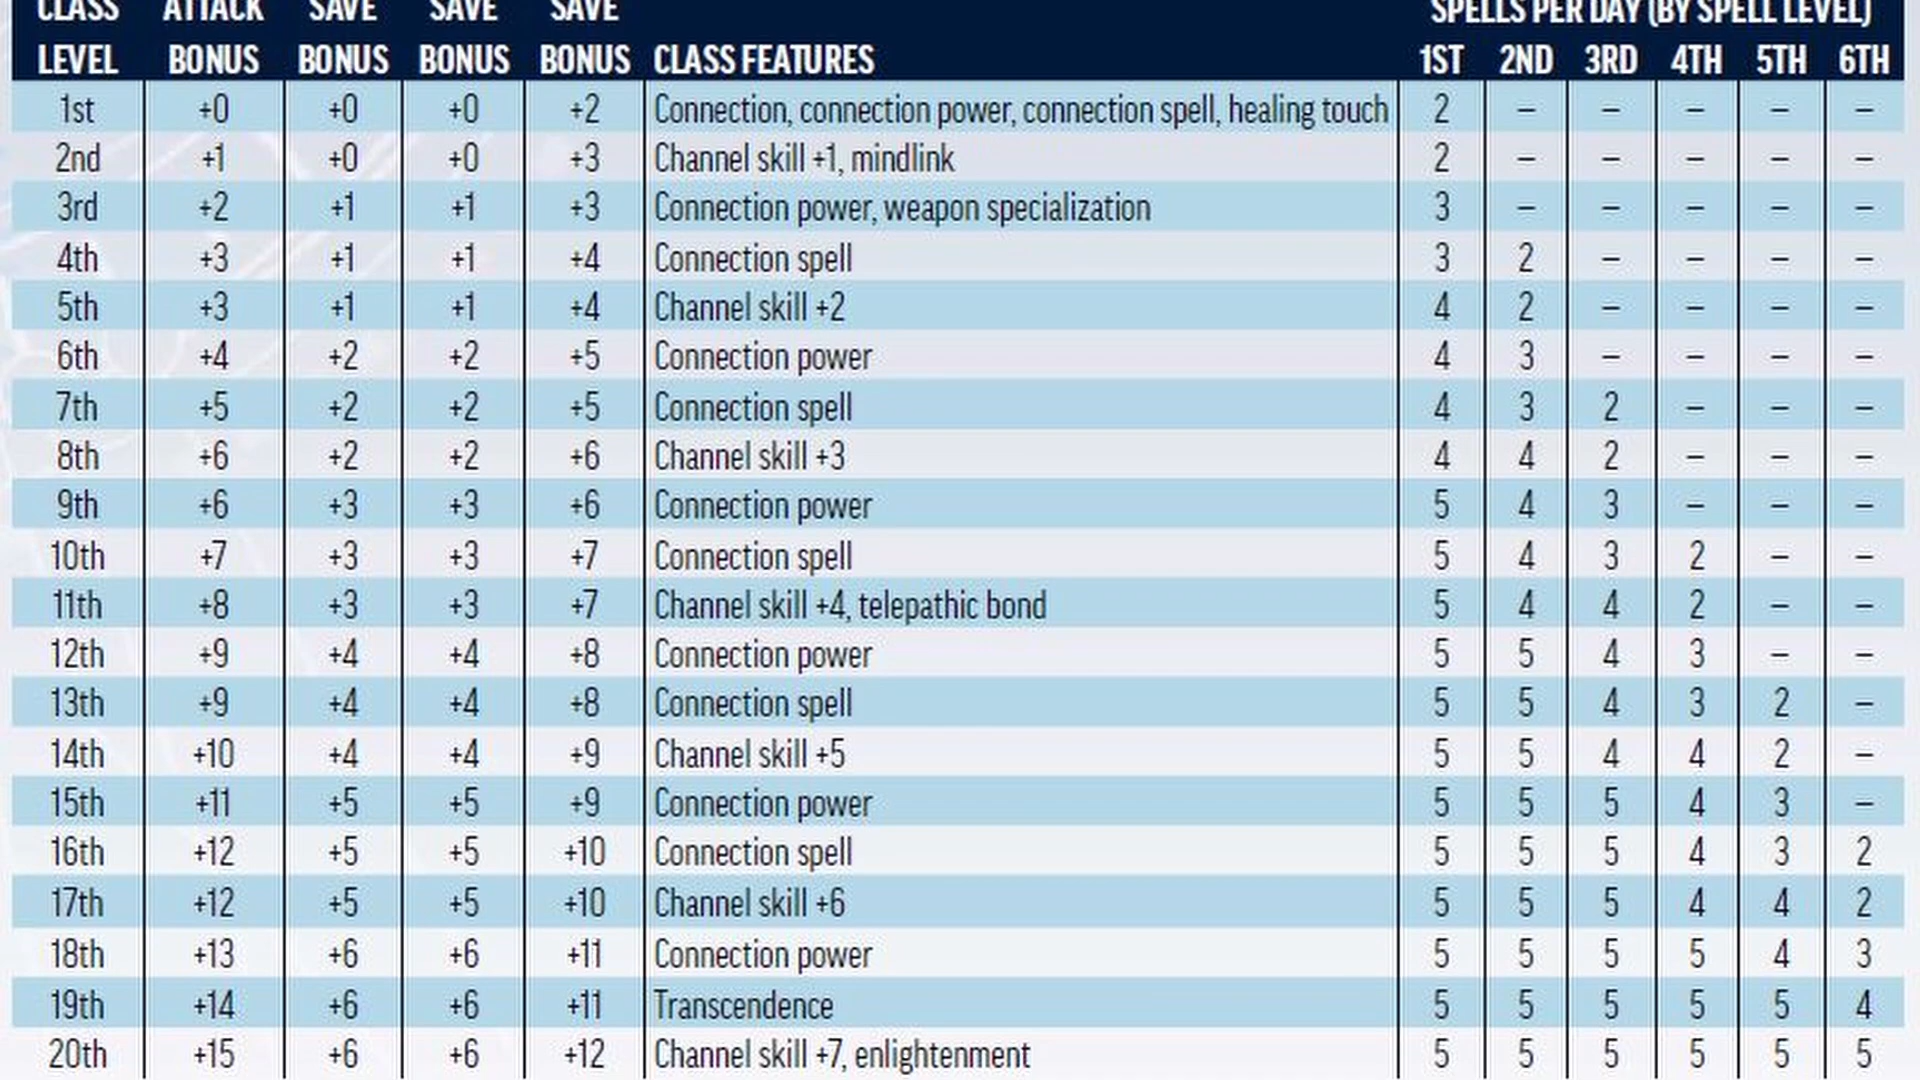 CLASS ATTACK SAVE SAVE SAVE SPELLS PER DAY (BY SPELL LEVEL)
LEVEL BONUS BONUS BONUS BONUS CLASS FEATURES 1ST 2ND 3RD 4TH 5TH 6TH
1st +0 +0 +0 +2 Connection, connection power, connection spell, healing touch 2 – – – – –
2nd +1 +0 +0 +3 Channel skill +1, mindlink 2 – – – – –
3rd +2 +1 +1 +3 Connection power, weapon specialization 3 – – – – –
4th +3 +1 +1 +4 Connection spell 3 2 – – – –
5th +3 +1 +1 +4 Channel skill +2 4 2 – – – –
6th +4 +2 +2 +5 Connection power 4 3 – – – –
7th +5 +2 +2 +5 Connection spell 4 3 2 – – –
8th +6 +2 +2 +6 Channel skill +3 4 4 2 – – –
9th +6 +3 +3 +6 Connection power 5 4 3 – – –
10th +7 +3 +3 +7 Connection spell 5 4 3 2 – –
11th +8 +3 +3 +7 Channel skill +4, telepathic bond 5 4 4 2 – –
12th +9 +4 +4 +8 Connection power 5 5 4 3 – –
13th +9 +4 +4 +8 Connection spell 5 5 4 3 2 –
14th +10 +4 +4 +9 Channel skill +5 5 5 4 4 2 –
15th +11 +5 +5 +9 Connection power 5 5 5 4 3 –
16th +12 +5 +5 +10 Connection spell 5 5 5 4 3 2
17th +12 +5 +5 +10 Channel skill +6 5 5 5 4 4 2
18th +13 +6 +6 +11 Connection power 5 5 5 5 4 3
19th +14 +6 +6 +11 Transcendence 5 5 5 5 5 4
20th +15 +6 +6 +12 Channel skill +7, enlightenment 5 5 5 5 5 5